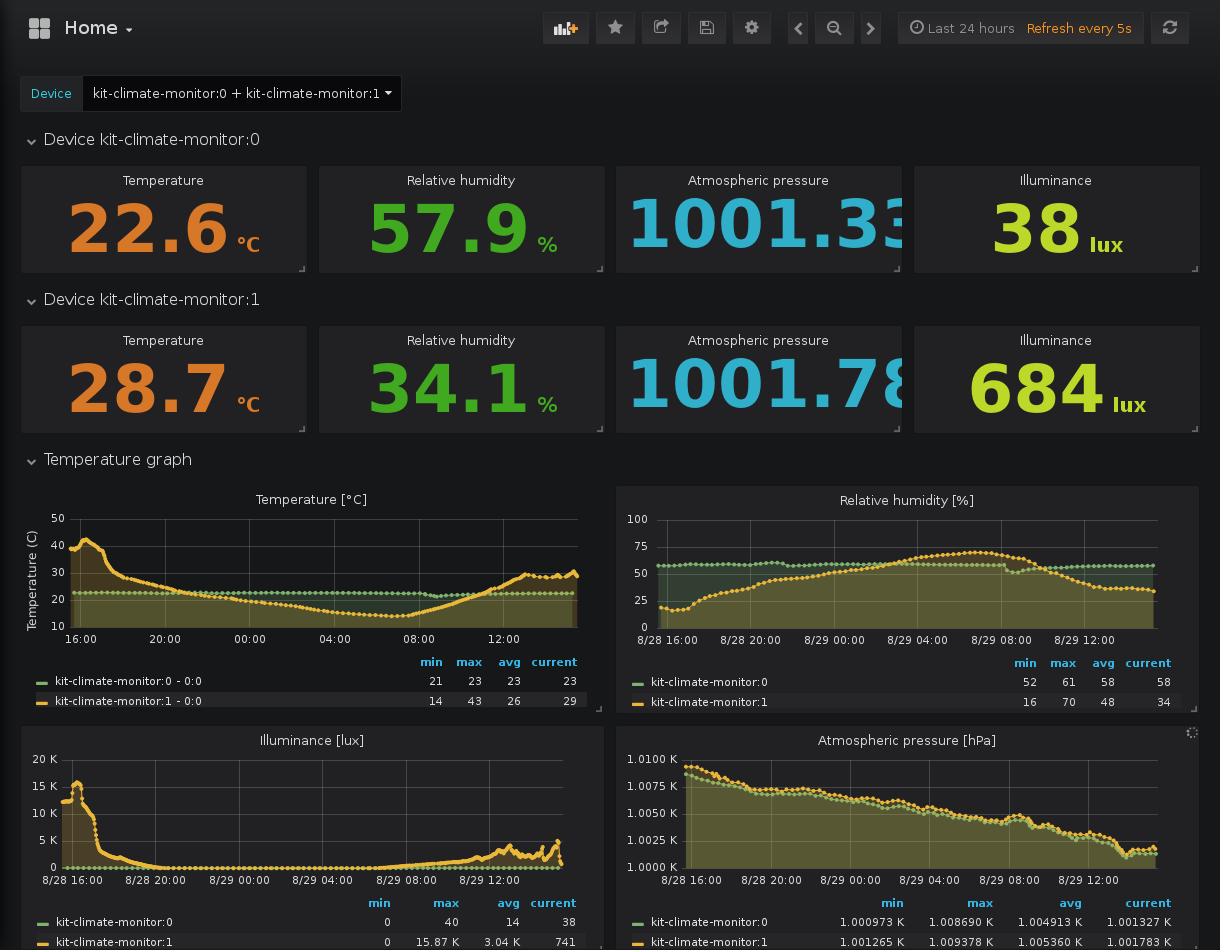 Home
Last 24 hours Refresh every 5s
Device kit-climate-monitor:0 + kit-climate-monitor:1
Device kit-climate-monitor:0
Temperature Relative humidity Atmospheric pressure Illuminance
22.6 °C 57.9 % 1001.33 38 lux
Device kit-climate-monitor:1
Temperature Relative humidity Atmospheric pressure Illuminance
28.7 °C 34.1 % 1001.78 684 lux
Temperature graph
Temperature [°C]
Temperature (C)
50
40
30
20
10
16:00 20:00 00:00 04:00 08:00 12:00
min max avg current
kit-climate-monitor:0 - 0:0 21 23 23 23
kit-climate-monitor:1 - 0:0 14 43 26 29
Relative humidity [%]
100
75
50
25
0
8/28 16:00 8/28 20:00 8/29 00:00 8/29 04:00 8/29 08:00 8/29 12:00
min max avg current
kit-climate-monitor:0 52 61 58 58
kit-climate-monitor:1 16 70 48 34
Illuminance [lux]
20 K
15 K
10 K
5 K
0
8/28 16:00 8/28 20:00 8/29 00:00 8/29 04:00 8/29 08:00 8/29 12:00
min max avg current
kit-climate-monitor:0 0 40 14 38
kit-climate-monitor:1 0 15.87 K 3.04 K 741
Atmospheric pressure [hPa]
1.0100 K
1.0075 K
1.0050 K
1.0025 K
1.0000 K
8/28 16:00 8/28 20:00 8/29 00:00 8/29 04:00 8/29 08:00 8/29 12:00
min max avg current
kit-climate-monitor:0 1.000973 K 1.008690 K 1.004913 K 1.001327 K
kit-climate-monitor:1 1.001265 K 1.009378 K 1.005360 K 1.001783 K